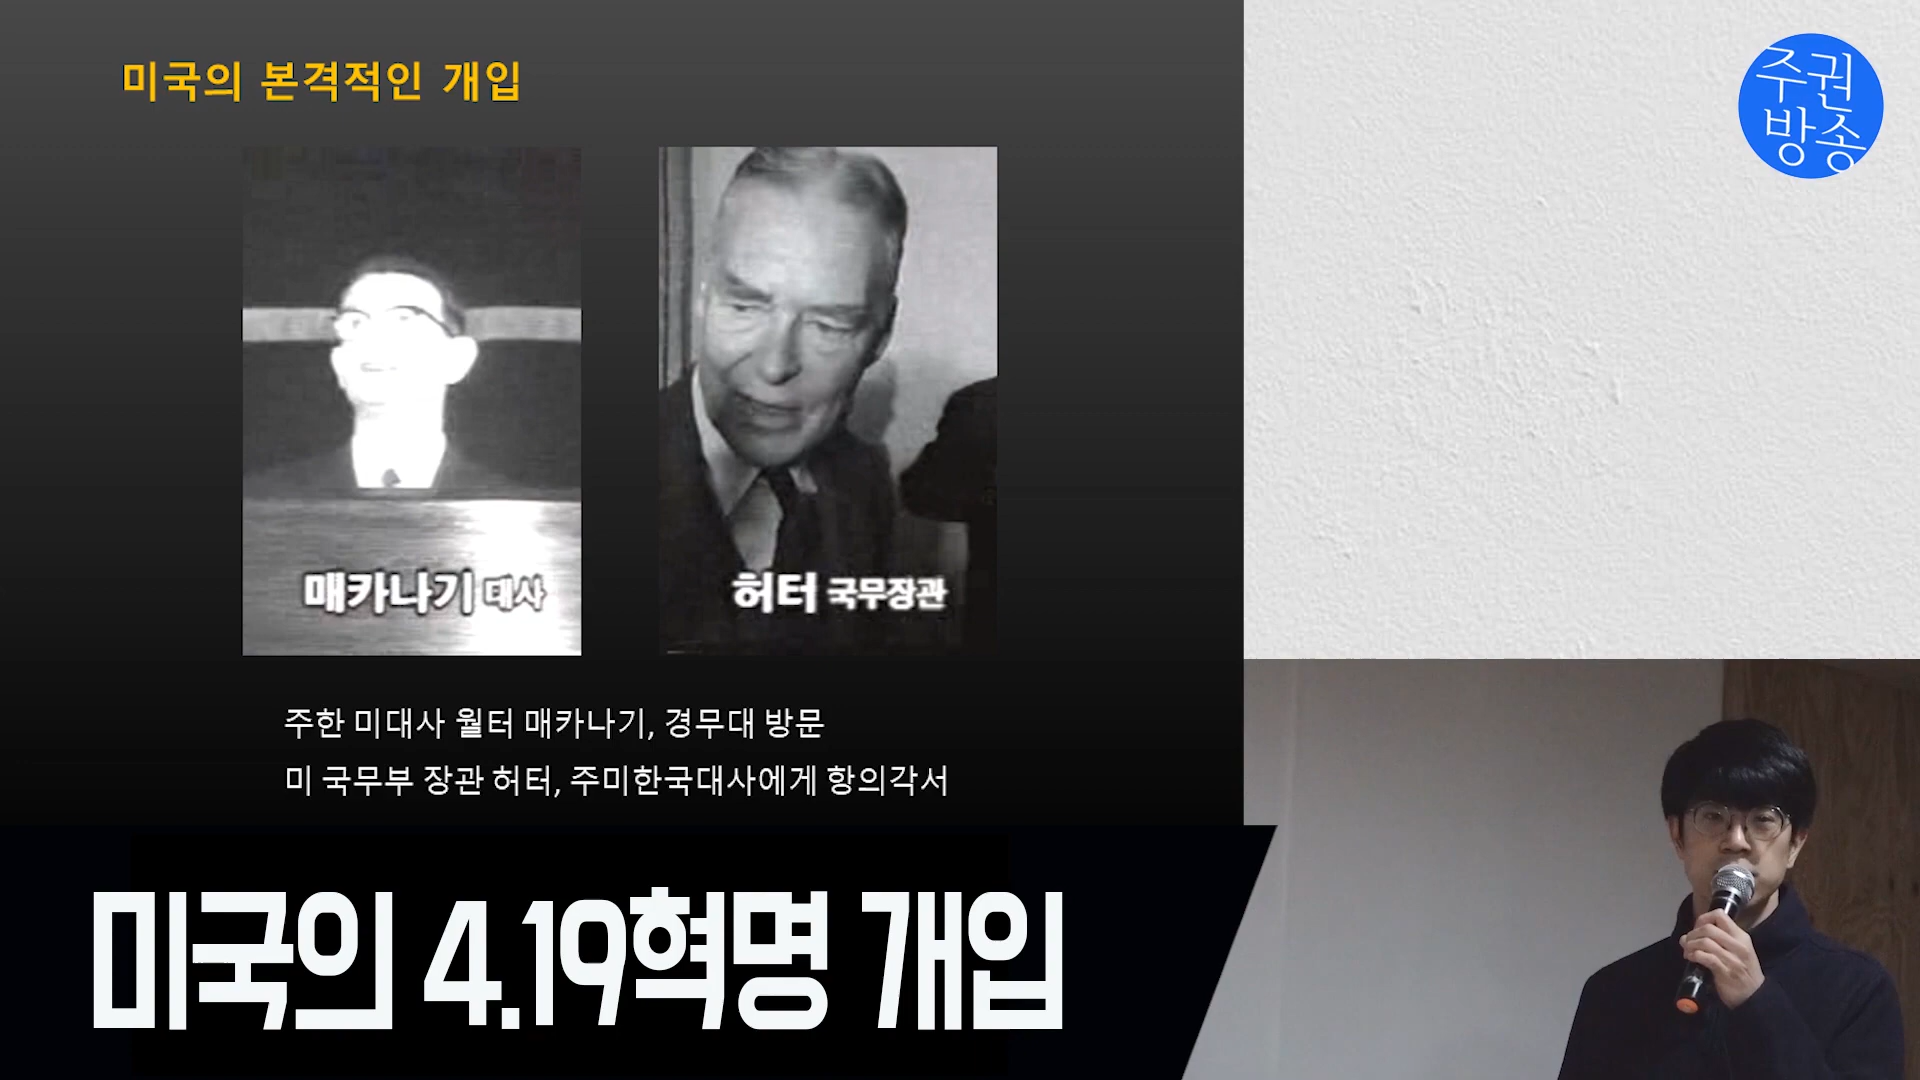 미국의 본격적인 개입
주권
방송
매카나기 대사
허터 국무장관
주한 미대사 월터 매카나기, 경무대 방문
미 국무부 장관 허터, 주미한국대사에게 항의각서
미국의 4.19혁명 개입